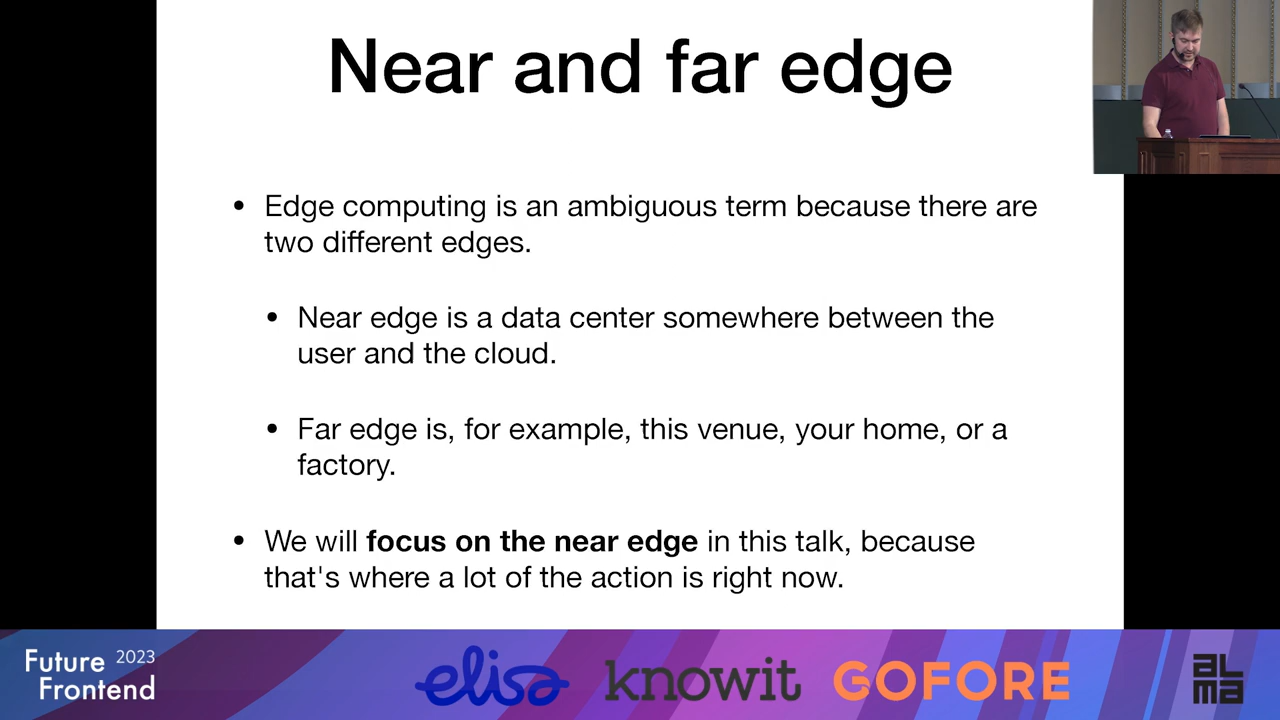 Near and far edge
• Edge computing is an ambiguous term because there are
two different edges.
• Near edge is a data center somewhere between the
user and the cloud.
• Far edge is, for example, this venue, your home, or a
factory.
• We will focus on the near edge in this talk, because
that's where a lot of the action is right now.
Future 2023
Frontend
elisa
knowit
GOFORE
aL
ma